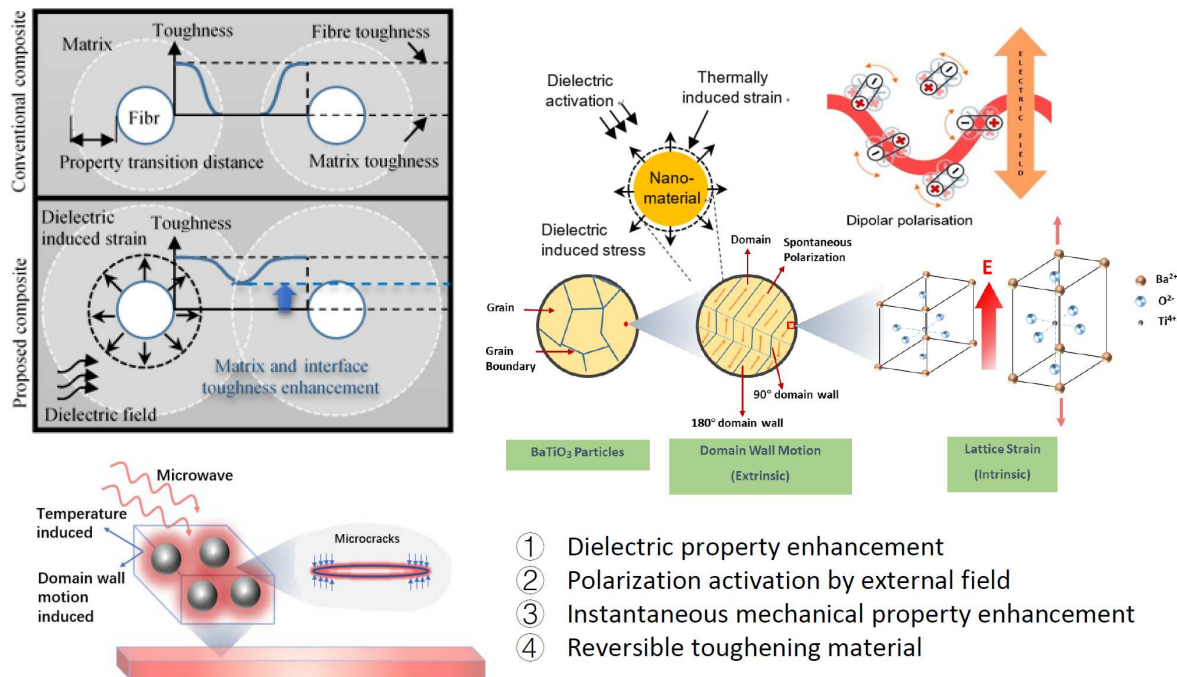 Conventional composite
Matrix
Toughness
Fibre toughness
Fibr
Property transition distance
Matrix toughness
Proposed composite
Dielectric
induced strain
Toughness
Matrix and interface
toughness enhancement
Dielectric field
Dielectric
activation
Thermally
induced strain
Nano-
material
Dielectric
induced stress
ELECTRIC FIELD
Dipolar polarisation
Domain
Spontaneous
Polarization
Grain
Grain
Boundary
90° domain wall
180° domain wall
E
Ba2+
O2-
Ti4+
BaTiO3 Particles
Domain Wall Motion
(Extrinsic)
Lattice Strain
(Intrinsic)
Microwave
Temperature
induced
Domain wall
motion
induced
Microcracks
① Dielectric property enhancement
② Polarization activation by external field
③ Instantaneous mechanical property enhancement
④ Reversible toughening material